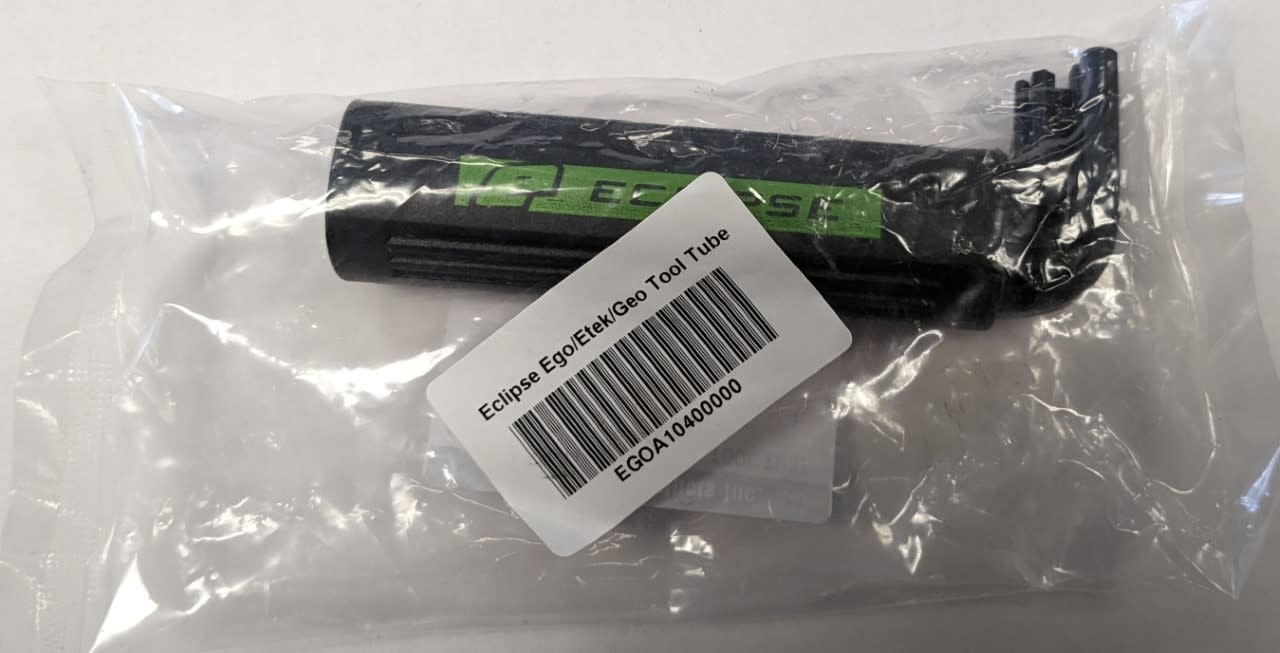 ECLIPSE
Eclipse Ego/Etek/Geo Tool Tube
EGOA10400000